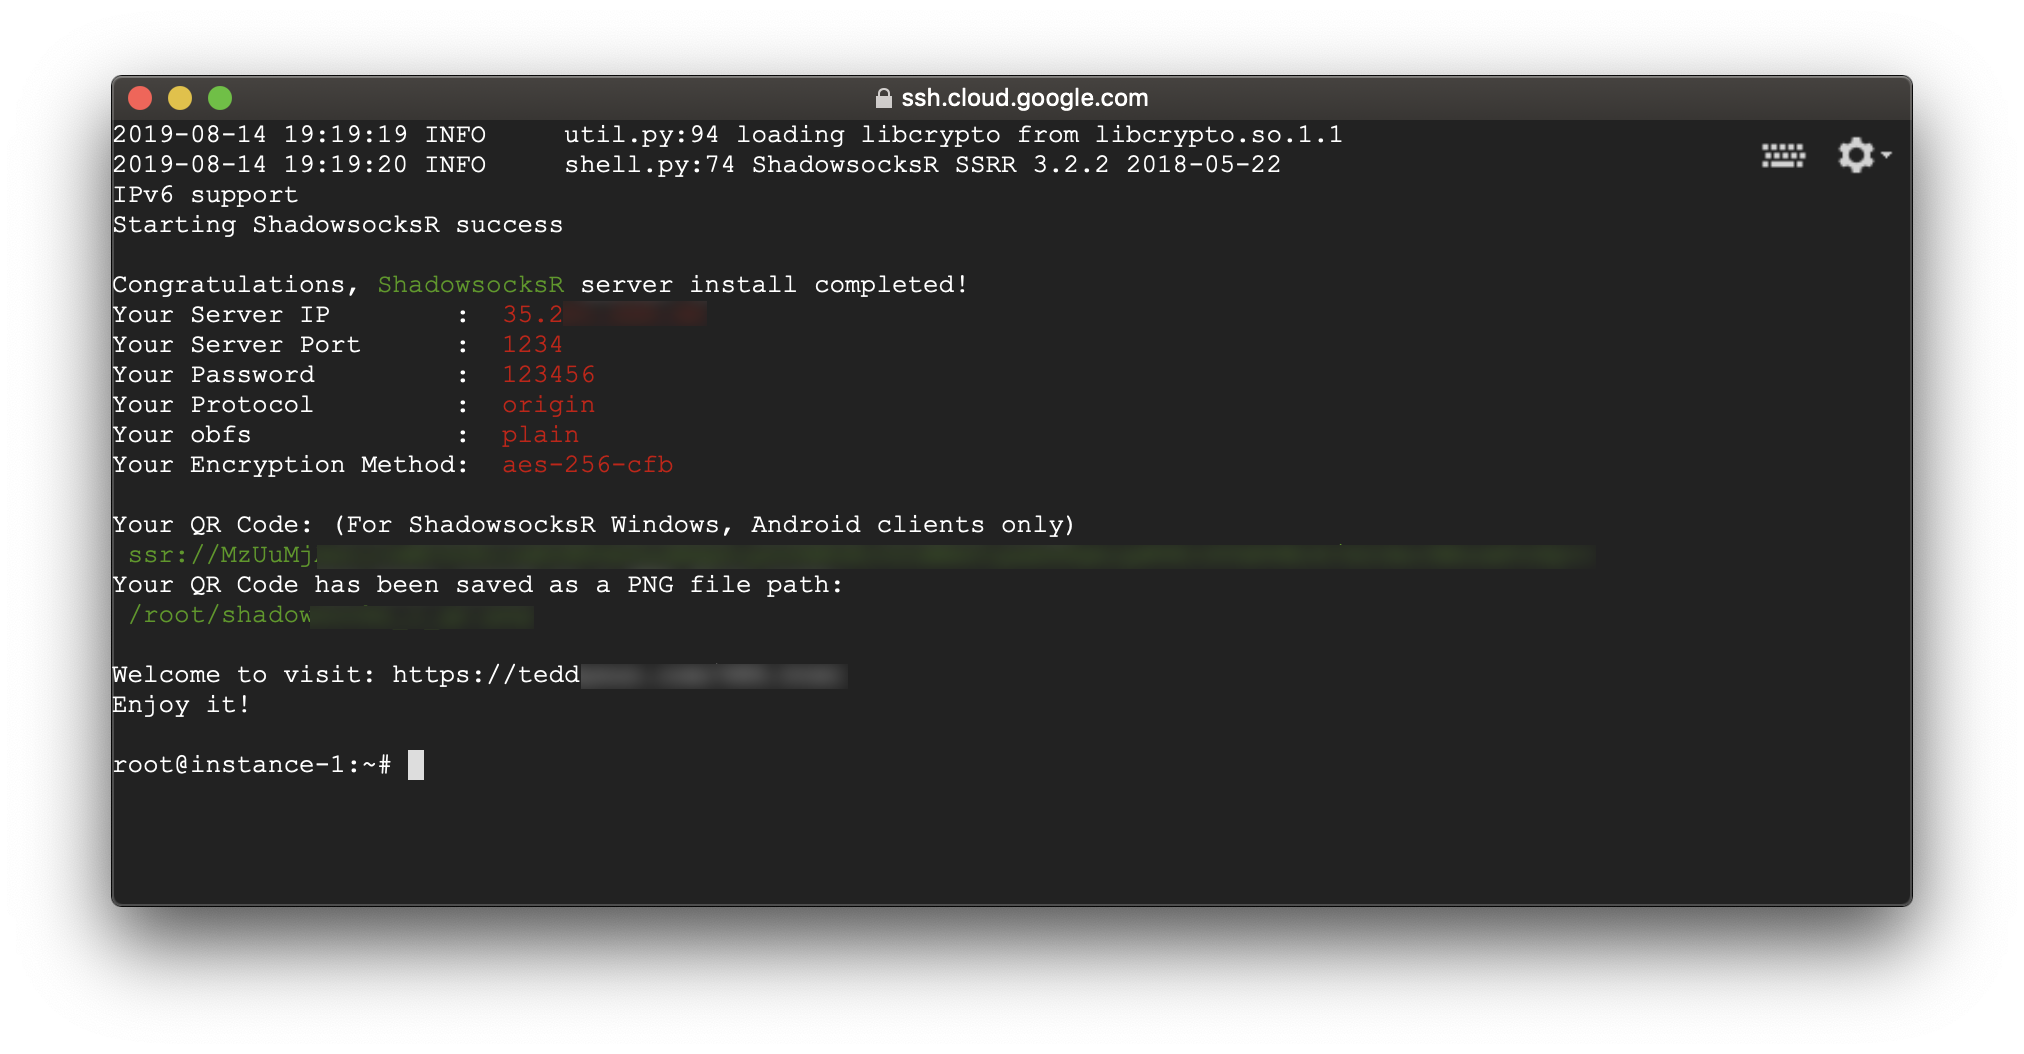 ssh.cloud.google.com
2019-08-14 19:19:19 INFO     util.py:94 loading libcrypto from libcrypto.so.1.1
2019-08-14 19:19:20 INFO     shell.py:74 ShadowsocksR SSRR 3.2.2 2018-05-22
IPv6 support
Starting ShadowsocksR success
Congratulations, ShadowsocksR server install completed!
Your Server IP        :  35.2
Your Server Port      :  1234
Your Password         :  123456
Your Protocol         :  origin
Your obfs             :  plain
Your Encryption Method:  aes-256-cfb
Your QR Code: (For ShadowsocksR Windows, Android clients only)
ssr://MzUuMj
Your QR Code has been saved as a PNG file path:
/root/shadow
Welcome to visit: https://tedd
Enjoy it!
root@instance-1:~#